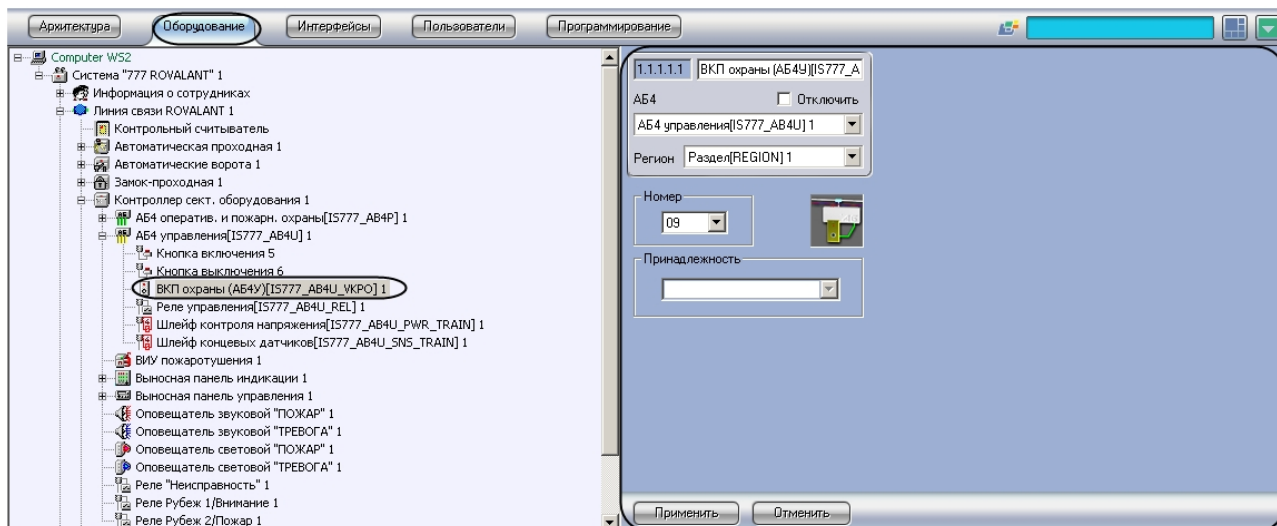 Архитектура
Оборудование
Интерфейсы
Пользователи
Программирование
Computer WS2
Система "777 ROVALANT" 1
Информация о сотрудниках
Линия связи ROVALANT 1
Контрольный считыватель
Автоматическая проходная 1
Автоматические ворота 1
Замок-проходная 1
Контроллер сект. оборудования 1
АБ4 оператив. и пожарн. охраны[IS777_AB4P] 1
АБ4 управления[IS777_AB4U] 1
Кнопка включения 5
Кнопка выключения 6
ВКП охраны (АБ4У)[IS777_AB4U_VKPO] 1
Реле управления[IS777_AB4U_REL] 1
Шлейф контроля напряжения[IS777_AB4U_PWR_TRAIN] 1
Шлейф концевых датчиков[IS777_AB4U_SNS_TRAIN] 1
ВИУ пожаротушения 1
Выносная панель индикации 1
Выносная панель управления 1
Оповещатель звуковой "ПОЖАР" 1
Оповещатель звуковой "ТРЕВОГА" 1
Оповещатель световой "ПОЖАР" 1
Оповещатель световой "ТРЕВОГА" 1
Реле "Неисправность" 1
Реле Рубеж 1/Внимание 1
Реле Рубеж 2/Пожар 1
1.1.1.1.1 ВКП охраны (АБ4У)[IS777_A
АБ4 Отключить
АБ4 управления[IS777_AB4U] 1
Регион Раздел[REGION] 1
Номер
09
Принадлежность
Применить Отменить